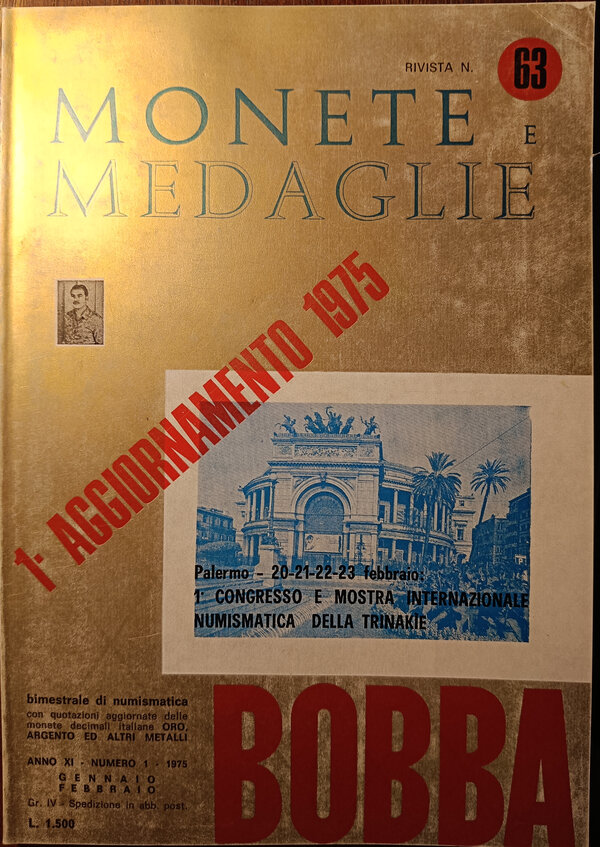 RIVISTA N. 63
MONETE E
MEDAGLIE
1° AGGIORNAMENTO 1975
Palermo - 20-21-22-23 febbraio:
1° CONGRESSO E MOSTRA INTERNAZIONALE
NUMISMATICA DELLA TRINAKIE
bimestrale di numismatica
con quotazioni aggiornate delle
monete decimali italiane ORO,
ARGENTO ED ALTRI METALLI
ANNO XI - NUMERO 1 - 1975
GENNAIO
FEBBRAIO
Gr. IV - Spedizione in abb. post.
L. 1.500
BOBBA